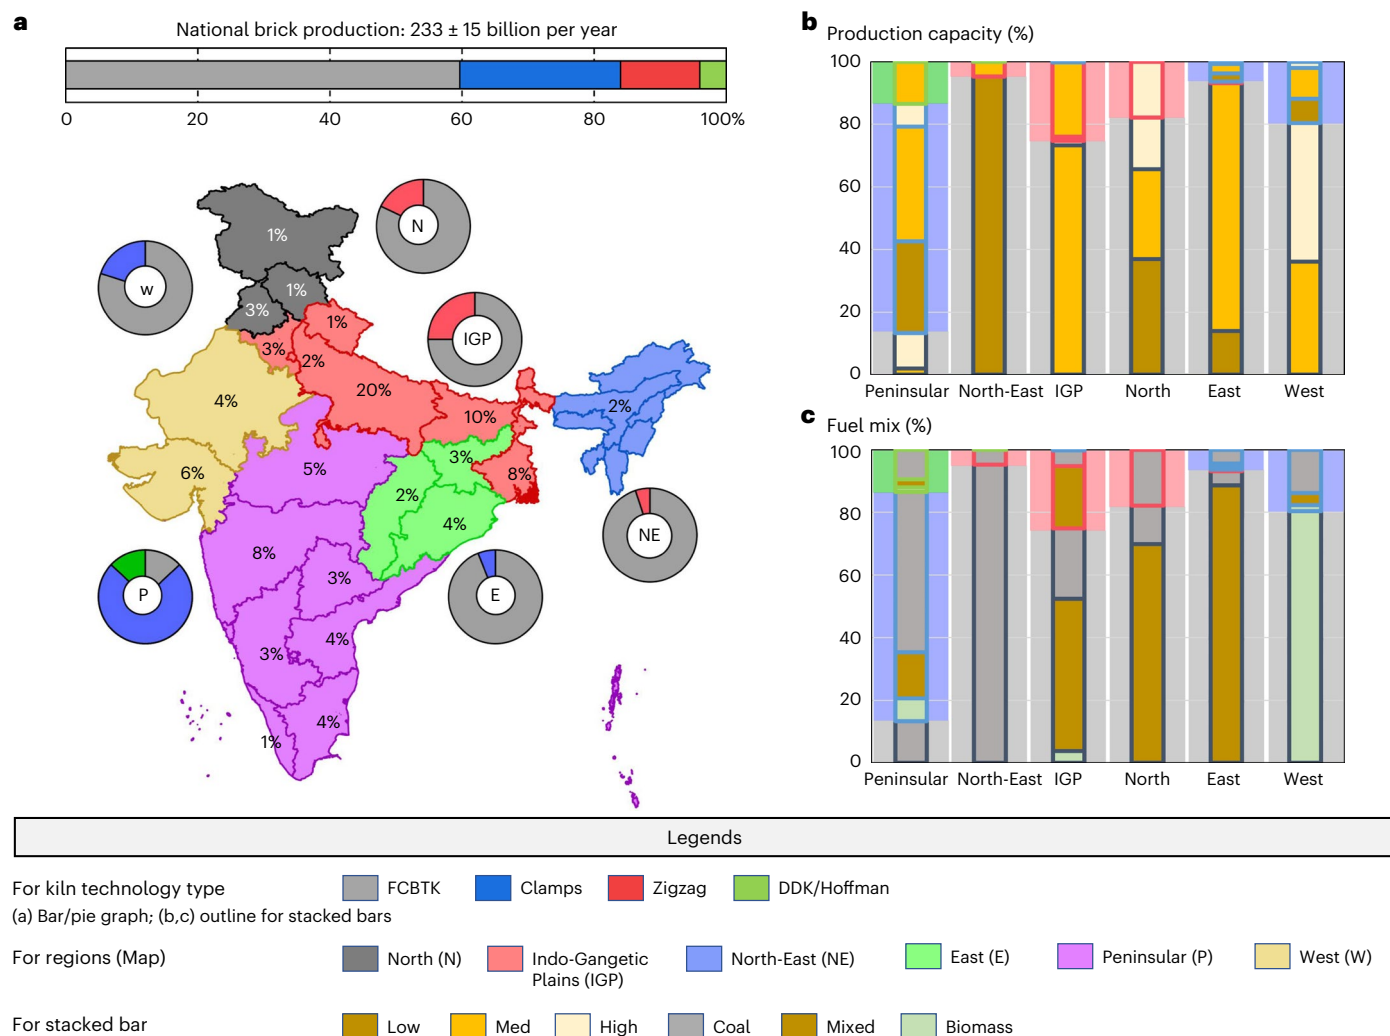 a
National brick production: 233 ± 15 billion per year
0 20 40 60 80 100%
N
1%
w
1%
3%
IGP
1%
3%
2%
4%
20%
10%
2%
6%
5%
3%
8%
2%
4%
NE
8%
P
3%
E
4%
3%
4%
1%
b
Production capacity (%)
100
80
60
40
20
0
Peninsular North-East IGP North East West
c
Fuel mix (%)
100
80
60
40
20
0
Peninsular North-East IGP North East West
Legends
For kiln technology type FCBTK Clamps Zigzag DDK/Hoffman
(a) Bar/pie graph; (b,c) outline for stacked bars
For regions (Map) North (N) Indo-Gangetic North-East (NE) East (E) Peninsular (P) West (W)
Plains (IGP)
For stacked bar Low Med High Coal Mixed Biomass